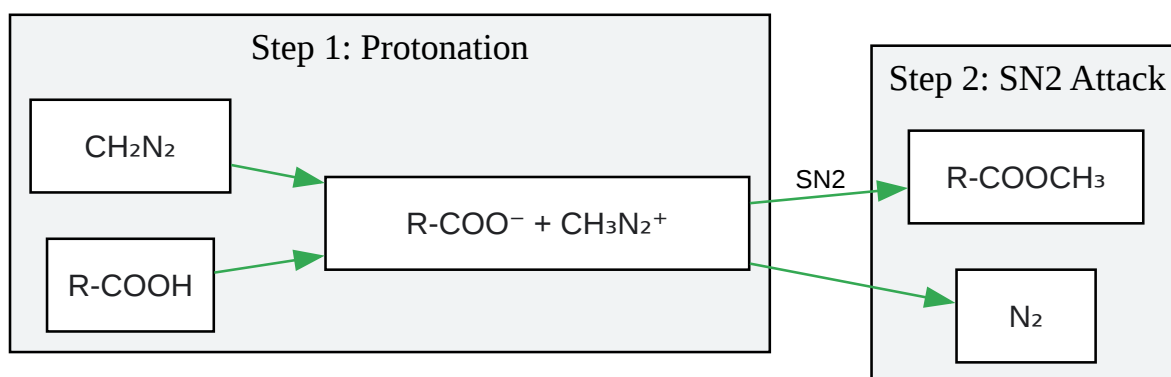 Step 1: Protonation
CH₂N₂
R-COOH
R-COO⁻ + CH₃N₂⁺
SN2
Step 2: SN2 Attack
R-COOCH₃
N₂